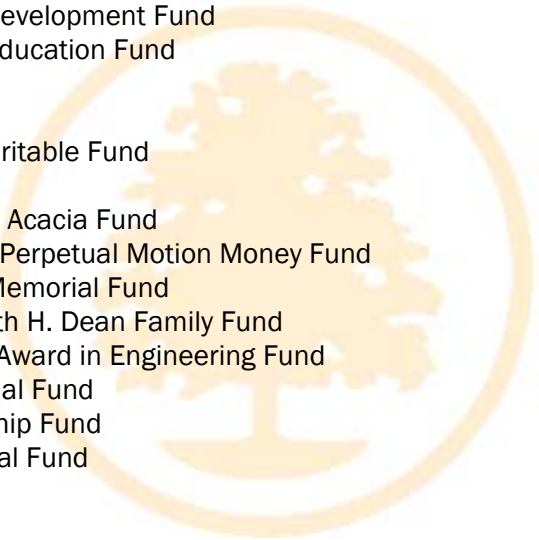 evelopment Fund
ducation Fund
ritable Fund
Acacia Fund
Perpetual Motion Money Fund
Memorial Fund
th H. Dean Family Fund
Award in Engineering Fund
al Fund
hip Fund
al Fund